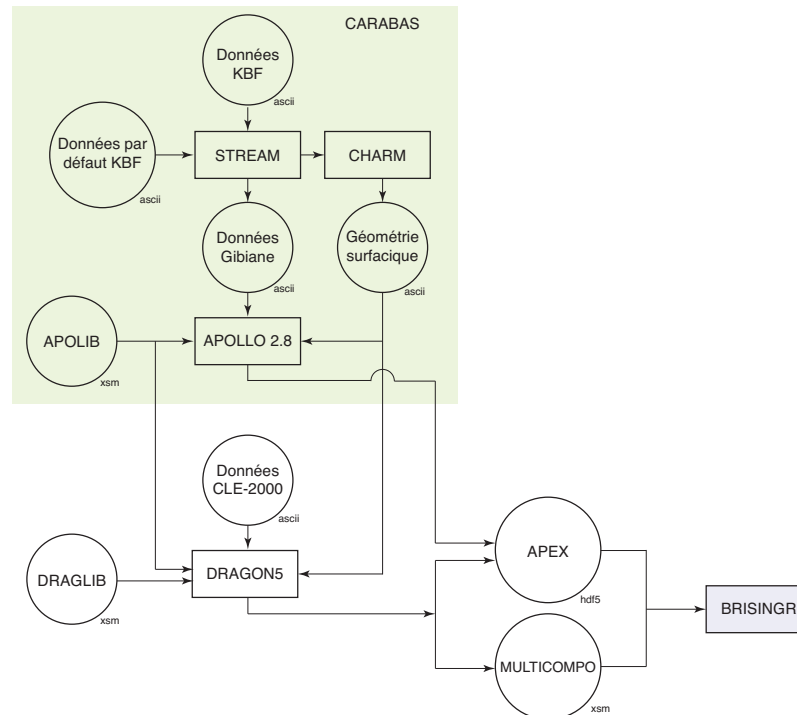 CARABAS
Données
KBF
ascii
Données par
défaut KBF
ascii
STREAM
CHARM
Données
Gibiane
ascii
Géométrie
surfacique
ascii
APOLIB
xsm
APOLLO 2.8
Données
CLE-2000
ascii
DRAGLIB
xsm
DRAGON5
APEX
hdf5
MULTICOMPO
xsm
BRISINGR